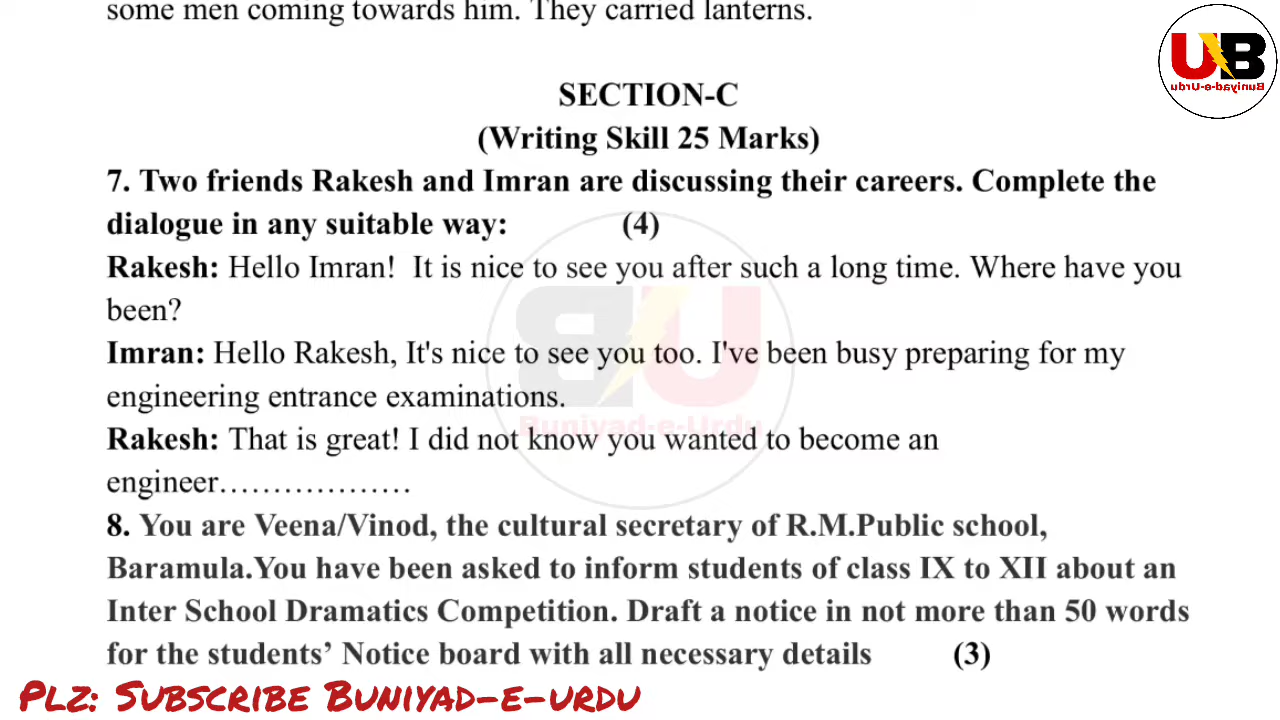 some men coming towards him. They carried lanterns.
UB
Buniyad-e-Urdu
SECTION-C
(Writing Skill 25 Marks)
7. Two friends Rakesh and Imran are discussing their careers. Complete the
dialogue in any suitable way: (4)
Rakesh: Hello Imran! It is nice to see you after such a long time. Where have you
been?
Imran: Hello Rakesh, It's nice to see you too. I've been busy preparing for my
engineering entrance examinations.
BU
Buniyad-e-Urdu
Rakesh: That is great! I did not know you wanted to become an
engineer………………
8. You are Veena/Vinod, the cultural secretary of R.M.Public school,
Baramula.You have been asked to inform students of class IX to XII about an
Inter School Dramatics Competition. Draft a notice in not more than 50 words
for the students’ Notice board with all necessary details (3)
PLZ: SUBSCRIBE BUNIYAD-E-URDU